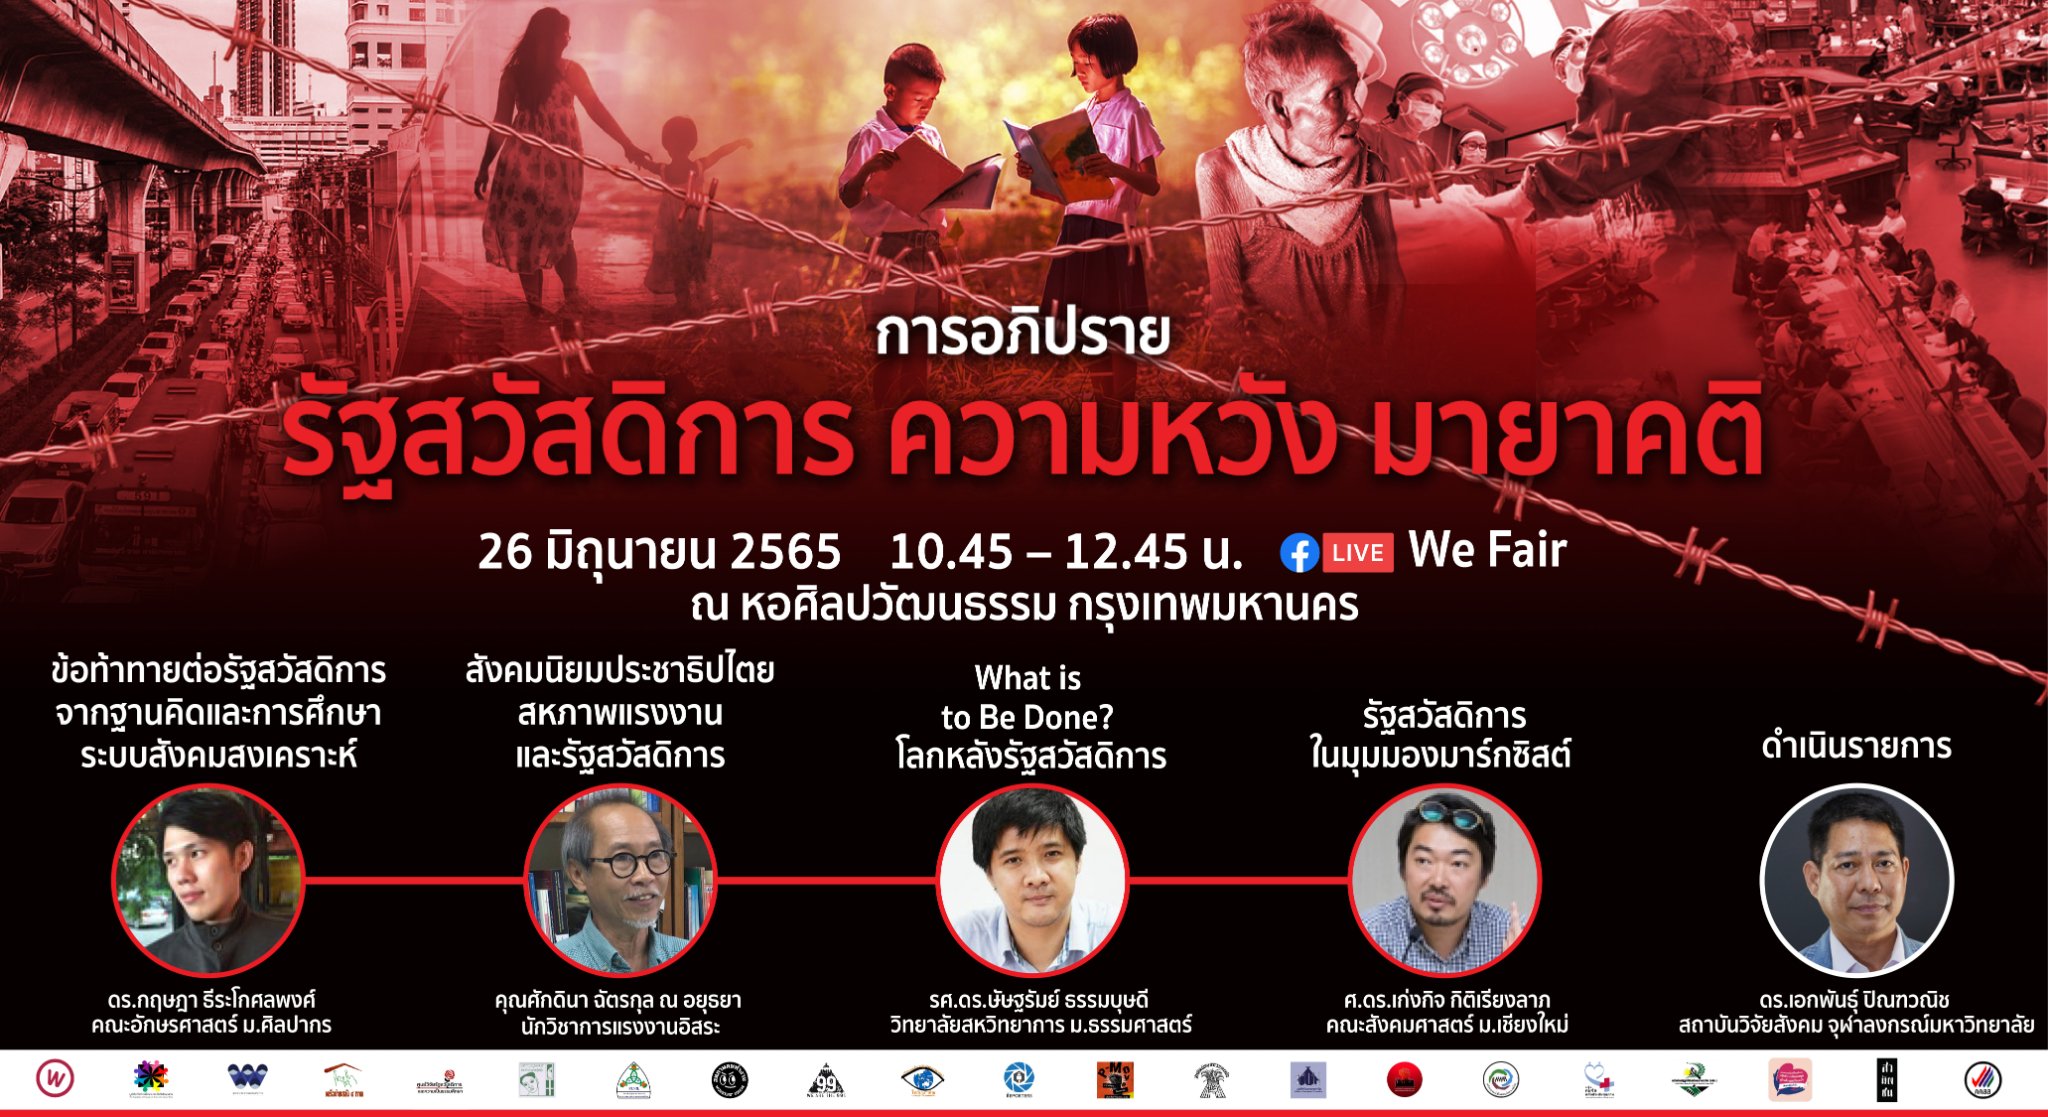 การอภิปราย
รัฐสวัสดิการ ความหวัง มายาคติ
26 มิถุนายน 2565 10.45 – 12.45 น. LIVE We Fair
ณ หอศิลปวัฒนธรรม กรุงเทพมหานคร
ข้อท้าทายต่อรัฐสวัสดิการ
จากฐานคิดและการศึกษา
ระบบสังคมสงเคราะห์
ดร.กฤษฎา ธีระโกศลพงศ์
คณะอักษรศาสตร์ ม.ศิลปากร
สังคมนิยมประชาธิปไตย
สหภาพแรงงาน
และรัฐสวัสดิการ
คุณศักดินา ฉัตรกุล ณ อยุธยา
นักวิชาการแรงงานอิสระ
What is
to Be Done?
โลกหลังรัฐสวัสดิการ
รศ.ดร.ษัษฐรัมย์ ธรรมบุษดี
วิทยาลัยสหวิทยาการ ม.ธรรมศาสตร์
รัฐสวัสดิการ
ในมุมมองมาร์กซิสต์
ศ.ดร.เก่งกิจ กิติเรียงลาภ
คณะสังคมศาสตร์ ม.เชียงใหม่
ดำเนินรายการ
ดร.เอกพันธุ์ ปิณฑวณิช
สถาบันวิจัยสังคม จุฬาลงกรณ์มหาวิทยาลัย
W
99